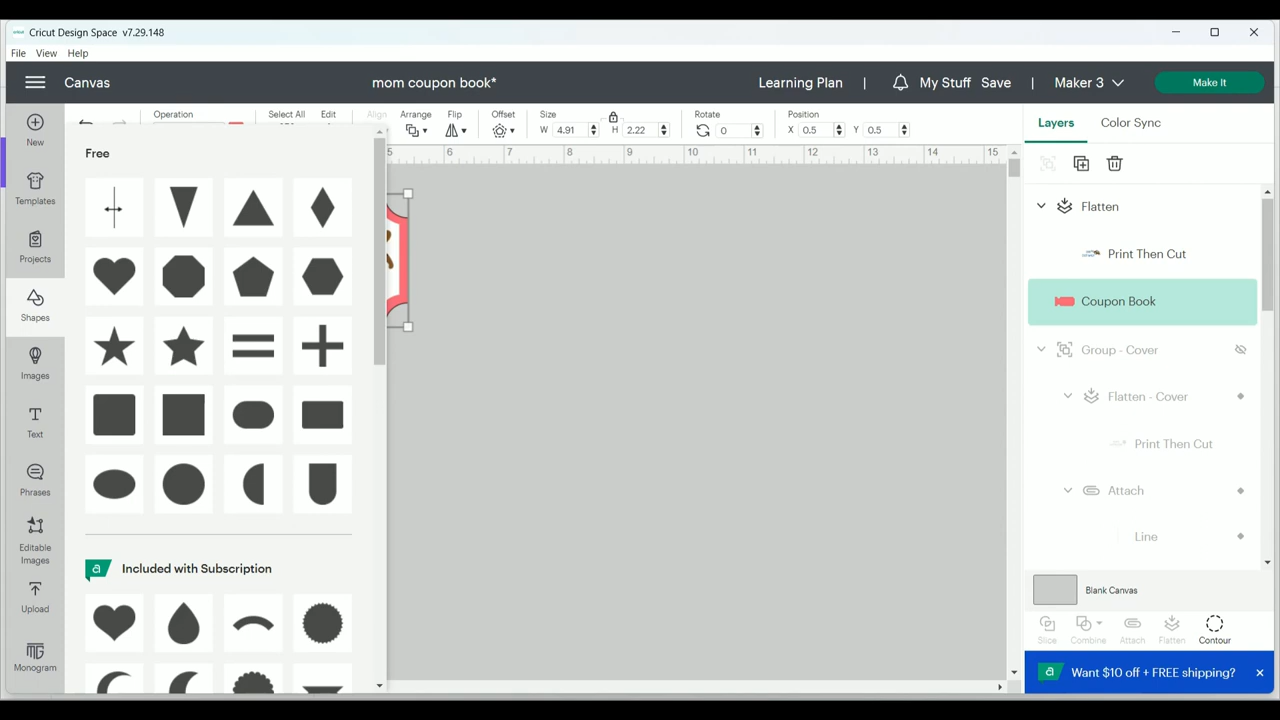 cricut Cricut Design Space v7.29.148
File View Help
Canvas
mom coupon book*
Learning Plan | My Stuff Save | Maker 3 Make It
Operation Select All Edit Align Arrange Flip Offset Size Rotate Position
W 4.91 H 2.22 0 X 0.5 Y 0.5
5 6 7 8 9 10 11 12 13 14 15
New
Templates
Projects
Shapes
Images
Text
Phrases
Editable
Images
Upload
Monogram
Free
a Included with Subscription
Layers Color Sync
Flatten
Print Then Cut
Coupon Book
Group - Cover
Flatten - Cover
Print Then Cut
Attach
Line
Blank Canvas
Slice Combine Attach Flatten Contour
a Want $10 off + FREE shipping?